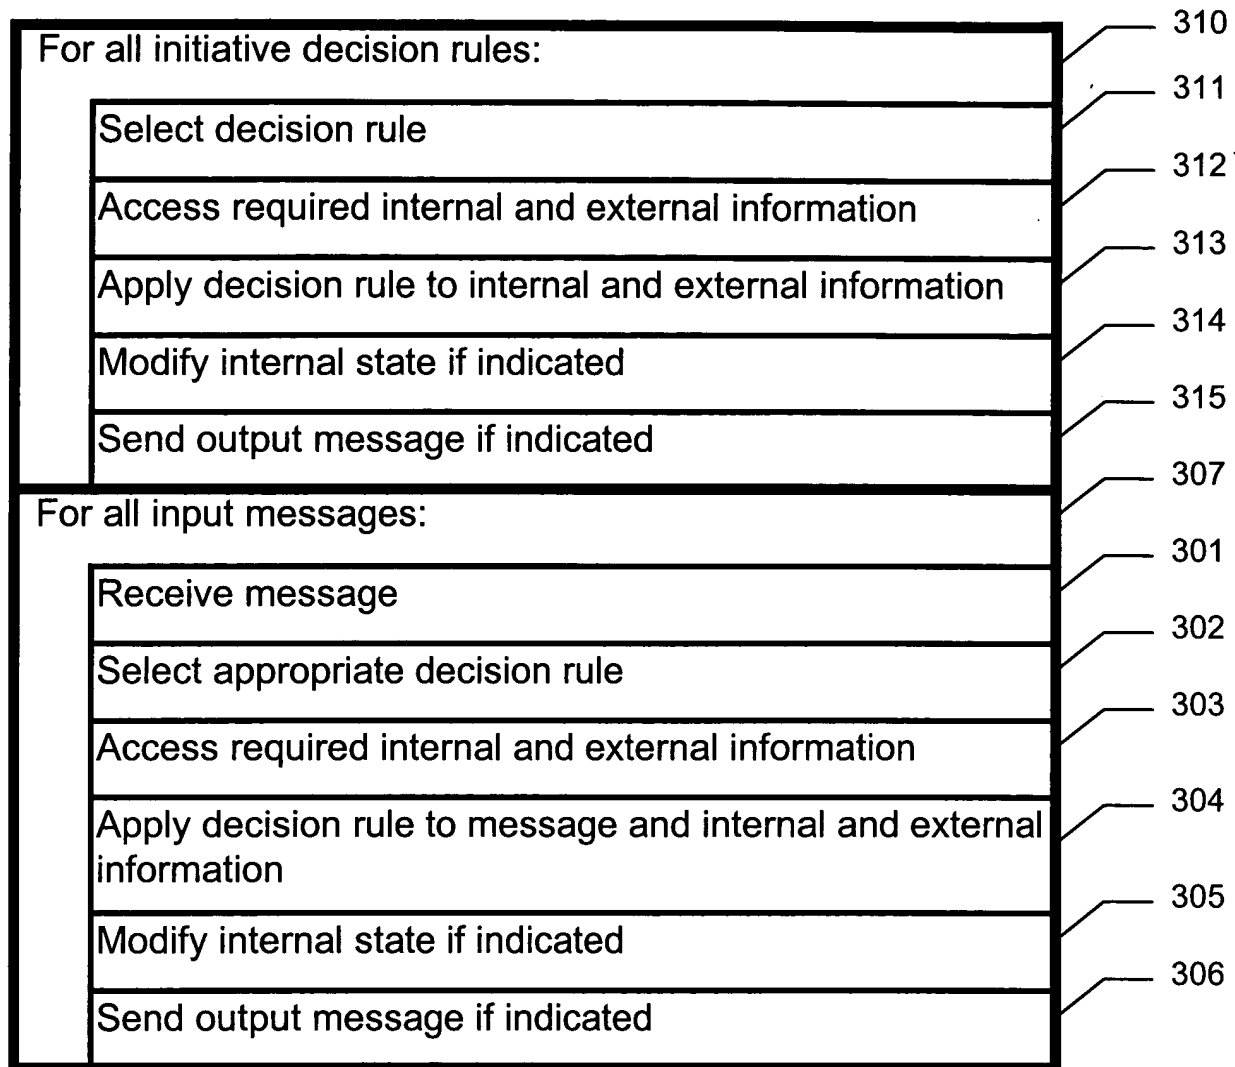 For all initiative decision rules:
310
Select decision rule
311
Access required internal and external information
312
Apply decision rule to internal and external information
313
Modify internal state if indicated
314
Send output message if indicated
315
For all input messages:
307
Receive message
301
Select appropriate decision rule
302
Access required internal and external information
303
Apply decision rule to message and internal and external
information
304
Modify internal state if indicated
305
Send output message if indicated
306